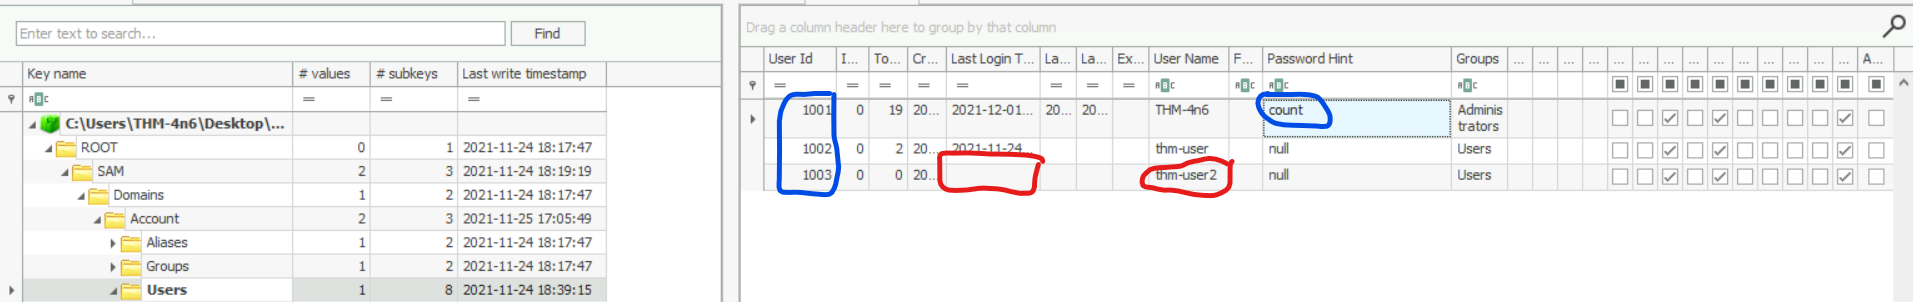 Enter text to search...
Find
Key name # values # subkeys Last write timestamp
= = =
C:\Users\THM-4n6\Desktop\...
ROOT 0 1 2021-11-24 18:17:47
SAM 2 3 2021-11-24 18:19:19
Domains 1 2 2021-11-24 18:17:47
Account 2 3 2021-11-25 17:05:49
Aliases 1 2 2021-11-24 18:17:47
Groups 1 2 2021-11-24 18:17:47
Users 1 8 2021-11-24 18:39:15
Drag a column header here to group by that column
User Id I... To... Cr... Last Login T... La... La... Ex... User Name F... Password Hint Groups ... ... ... ... ... ... ... ... ... ... ... ... ... ... A...
= = = = = = = =
1001 0 19 20... 2021-12-01... 20... 20... THM-4n6 count Adminis
trators
1002 0 2 20... 2021-11-24... thm-user null Users
1003 0 0 20... thm-user2 null Users